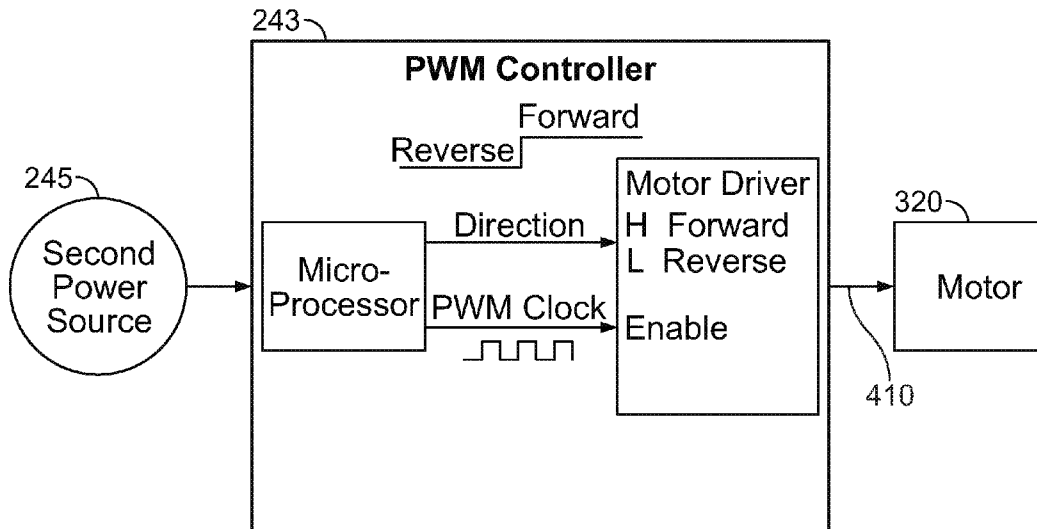 243
PWM Controller
Forward
Reverse
245
Second
Power
Source
Micro-
Processor
Direction
PWM Clock
Motor Driver
H Forward
L Reverse
Enable
320
Motor
410